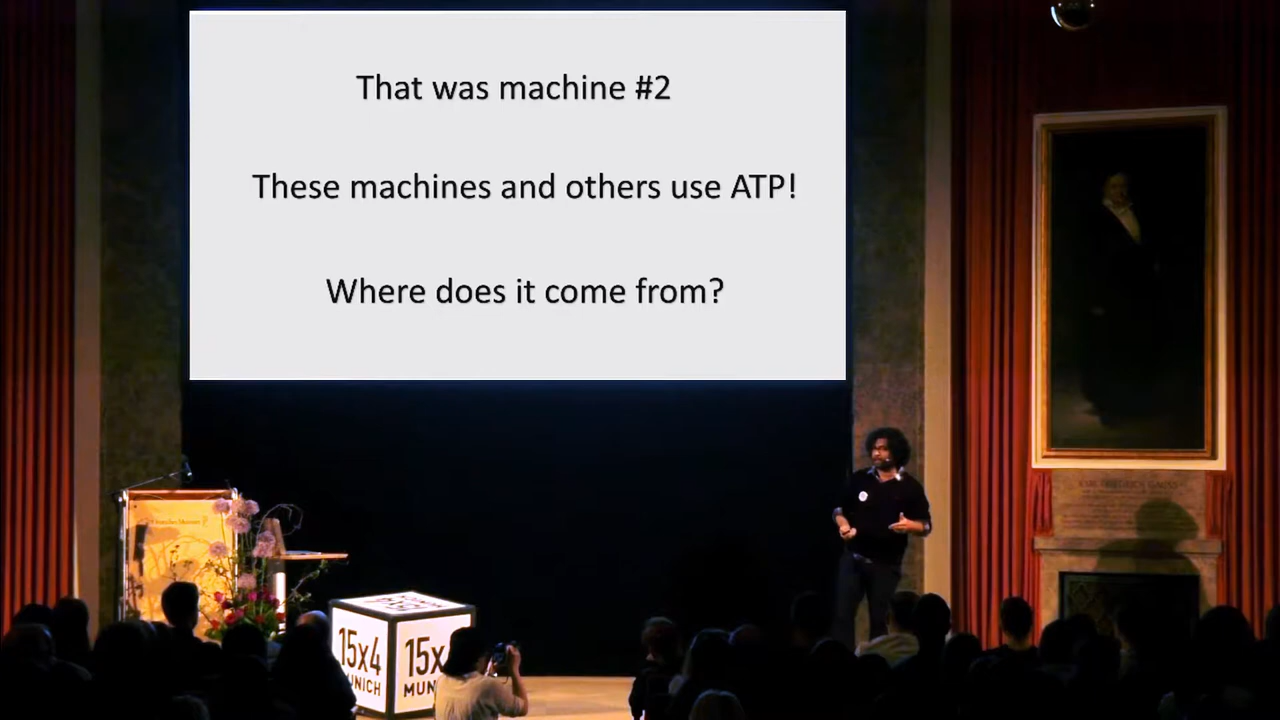 That was machine #2
These machines and others use ATP!
Where does it come from?
15x4
MUNICH
15x
MUN